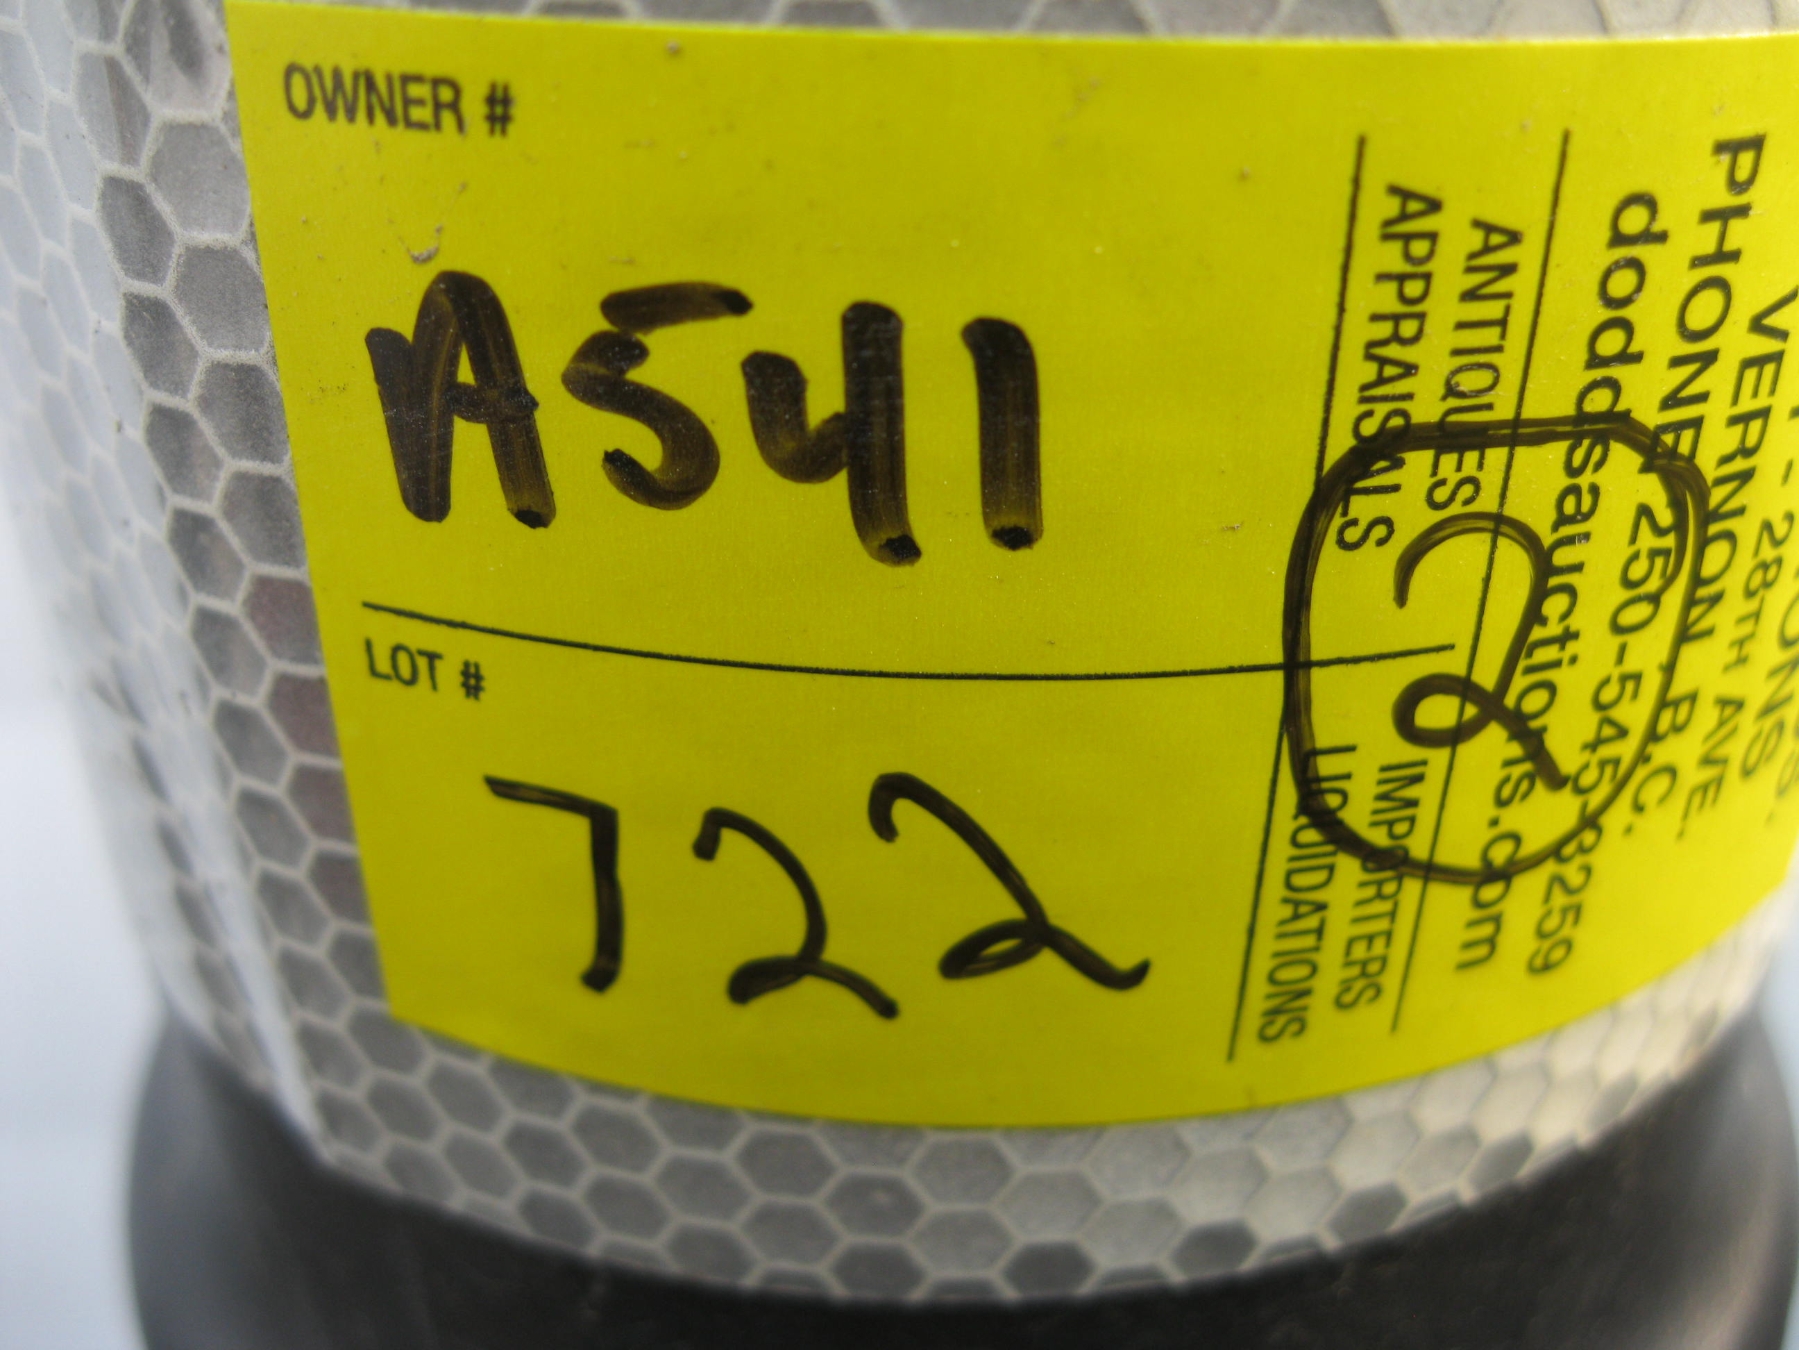 OWNER #
A541
LOT #
722
2
ANTIQUES
APPRAISALS
IMPORTERS
LIQUIDATIONS
28TH AVE.
VERNON, B.C.
PHONE 250-545-3259
doddsauctions.com